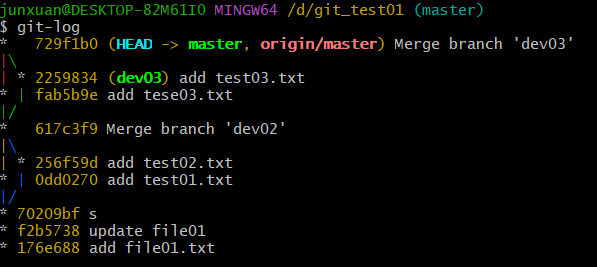 junxuan@DESKTOP-82M61I0 MINGW64 /d/git_test01 (master)
$ git-log
*   729f1b0 (HEAD -> master, origin/master) Merge branch 'dev03'
|\
| * 2259834 (dev03) add test03.txt
* | fab5b9e add tese03.txt
|/
*   617c3f9 Merge branch 'dev02'
|\
| * 256f59d add test02.txt
* | 0dd0270 add test01.txt
|/
* 70209bf s
* f2b5738 update file01
* 176e688 add file01.txt